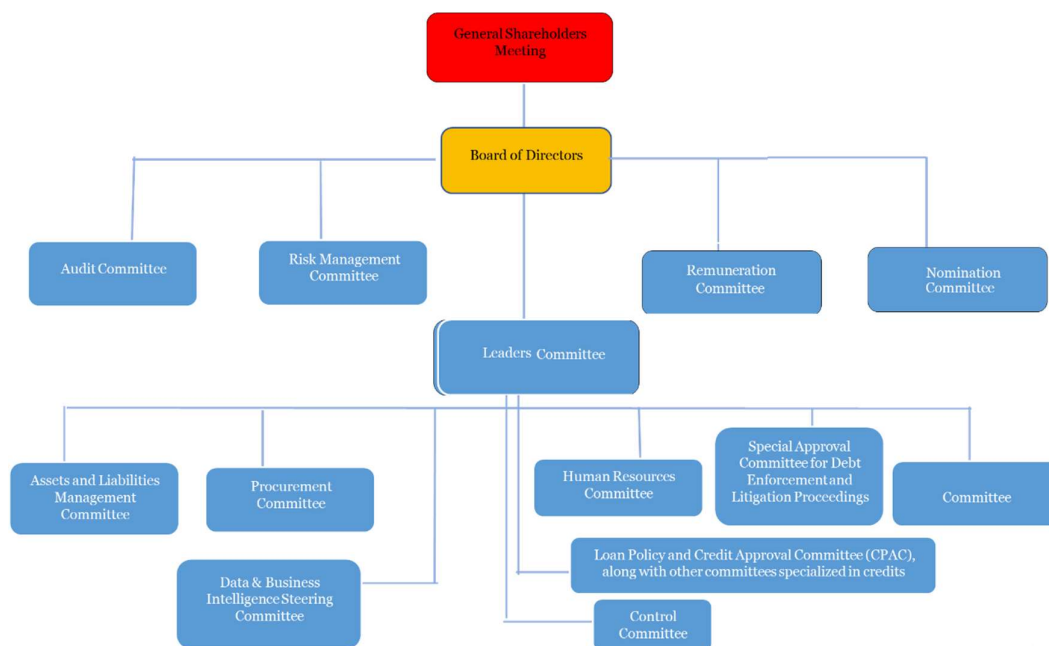 General Shareholders
Meeting
Board of Directors
Audit Committee
Risk Management
Committee
Remuneration
Committee
Nomination
Committee
Leaders Committee
Assets and Liabilities
Management
Committee
Procurement
Committee
Human Resources
Committee
Special Approval
Committee for Debt
Enforcement and
Litigation Proceedings
Committee
Data & Business
Intelligence Steering
Committee
Loan Policy and Credit Approval Committee (CPAC),
along with other committees specialized in credits
Control
Committee